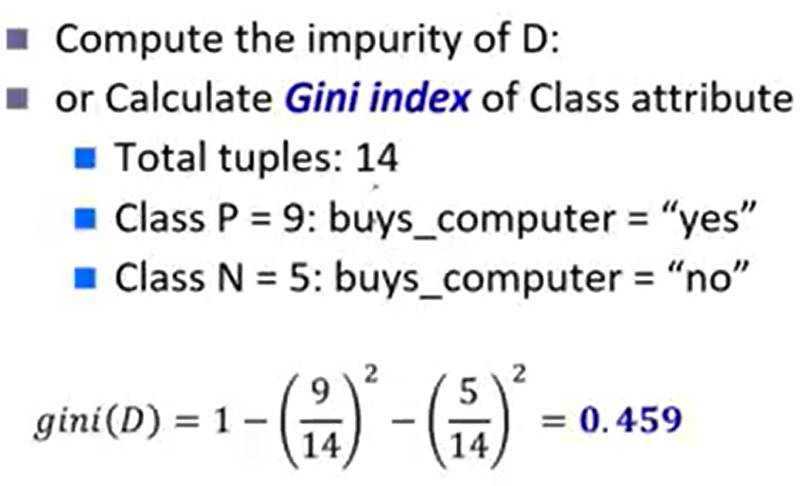 Compute the impurity of D:
or Calculate Gini index of Class attribute
Total tuples: 14
Class P = 9: buys_computer = “yes”
Class N = 5: buys_computer = “no”
gini(D) = 1 − (9/14)² − (5/14)² = 0.459